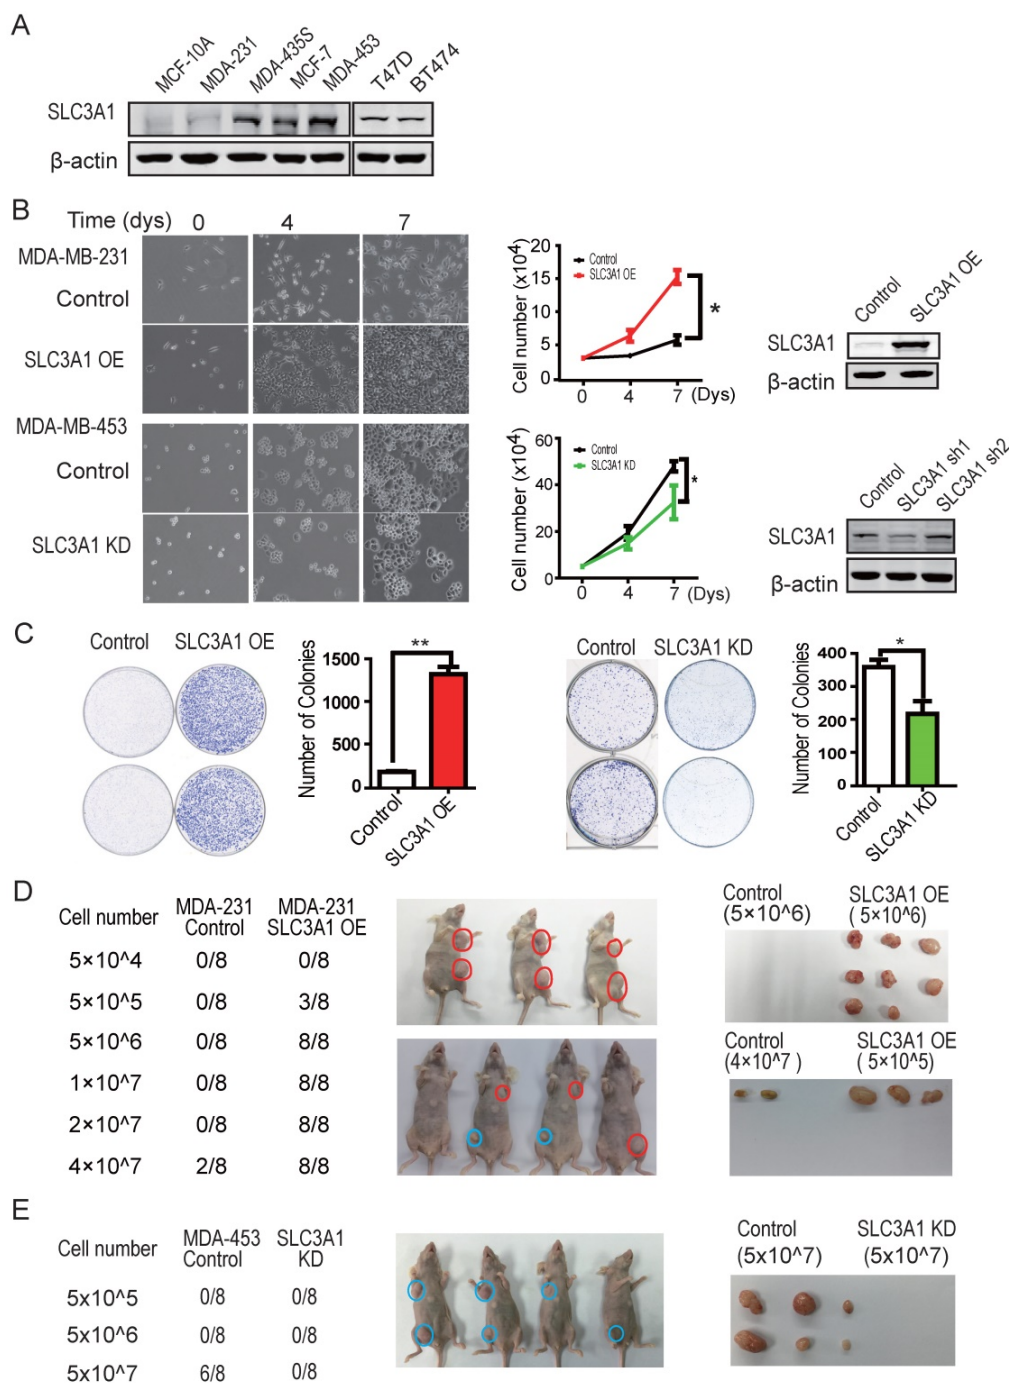 A
MCF-10A MDA-231 MDA-435S MCF-7 MDA-453 T47D BT474
SLC3A1
β-actin
B
Time (dys) 0 4 7
MDA-MB-231
Control
SLC3A1 OE
MDA-MB-453
Control
SLC3A1 KD
Cell number (x10⁴)
20
15
10
5
0
Control
SLC3A1 OE
*
0 4 7 (Dys)
Control SLC3A1 OE
SLC3A1
β-actin
Cell number (×10⁴)
60
40
20
0
Control
SLC3A1 KD
*
0 4 7 (Dys)
Control SLC3A1 sh1 SLC3A1 sh2
SLC3A1
β-actin
C
Control SLC3A1 OE
Number of Colonies
1500
1000
500
0
**
Control SLC3A1 OE
Control SLC3A1 KD
Number of Colonies
400
300
200
100
0
*
Control SLC3A1 KD
D
Cell number MDA-231 Control MDA-231 SLC3A1 OE
5×10^4 0/8 0/8
5×10^5 0/8 3/8
5×10^6 0/8 8/8
1×10^7 0/8 8/8
2×10^7 0/8 8/8
4×10^7 2/8 8/8
Control SLC3A1 OE
(5×10^6) ( 5×10^6)
Control SLC3A1 OE
(4×10^7 ) ( 5×10^5)
E
Cell number MDA-453 Control SLC3A1 KD
5x10^5 0/8 0/8
5x10^6 0/8 0/8
5x10^7 6/8 0/8
Control SLC3A1 KD
(5x10^7) (5x10^7)